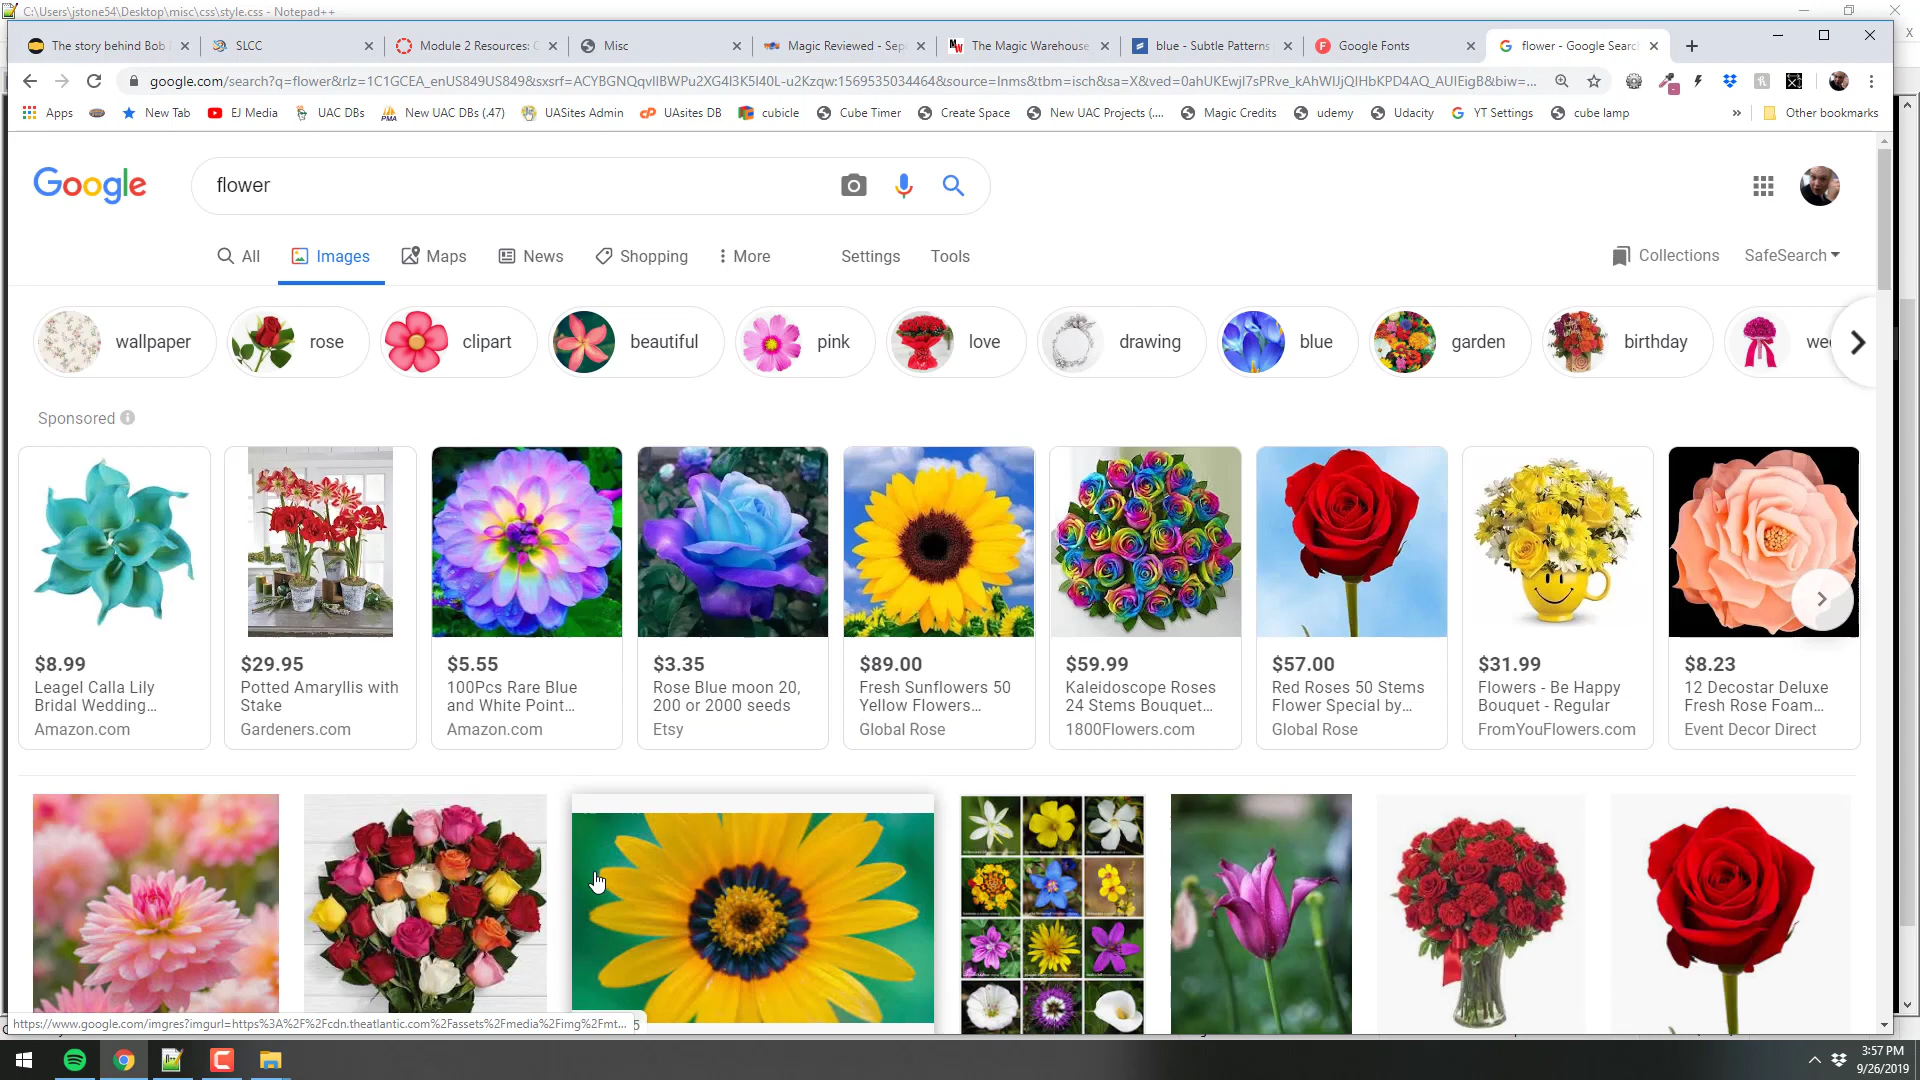 C:\Users\jstone54\Desktop\misc\css\style.css - Notepad++
The story behind Bob
SLCC
Module 2 Resources:
Misc
Magic Reviewed - Sep
The Magic Warehouse
blue - Subtle Patterns
Google Fonts
flower - Google Searc
google.com/search?q=flower&rlz=1C1GCEA_enUS849US849&sxsrf=ACYBGNQqvllBWPu2XG4I3K5I40L-u2Kzqw:1569535034464&source=lnms&tbm=isch&sa=X&ved=0ahUKEwjI7sPRve_kAhWIJjQIHbKPD4AQ_AUIEigB&biw=...
Apps
New Tab
EJ Media
UAC DBs
New UAC DBs (.47)
UASites Admin
UAsites DB
cubicle
Cube Timer
Create Space
New UAC Projects (....
Magic Credits
udemy
Udacity
YT Settings
cube lamp
»
Other bookmarks
Google
flower
All
Images
Maps
News
Shopping
More
Settings
Tools
Collections
SafeSearch
wallpaper
rose
clipart
beautiful
pink
love
drawing
blue
garden
birthday
we
Sponsored
$8.99
Leagel Calla Lily
Bridal Wedding...
Amazon.com
$29.95
Potted Amaryllis with
Stake
Gardeners.com
$5.55
100Pcs Rare Blue
and White Point...
Amazon.com
$3.35
Rose Blue moon 20,
200 or 2000 seeds
Etsy
$89.00
Fresh Sunflowers 50
Yellow Flowers...
Global Rose
$59.99
Kaleidoscope Roses
24 Stems Bouquet...
1800Flowers.com
$57.00
Red Roses 50 Stems
Flower Special by...
Global Rose
$31.99
Flowers - Be Happy
Bouquet - Regular
FromYouFlowers.com
$8.23
12 Decostar Deluxe
Fresh Rose Foam...
Event Decor Direct
https://www.google.com/imgres?imgurl=https%3A%2F%2Fcdn.theatlantic.com%2Fassets%2Fmedia%2Fimg%2Fmt...
5
3:57 PM
9/26/2019